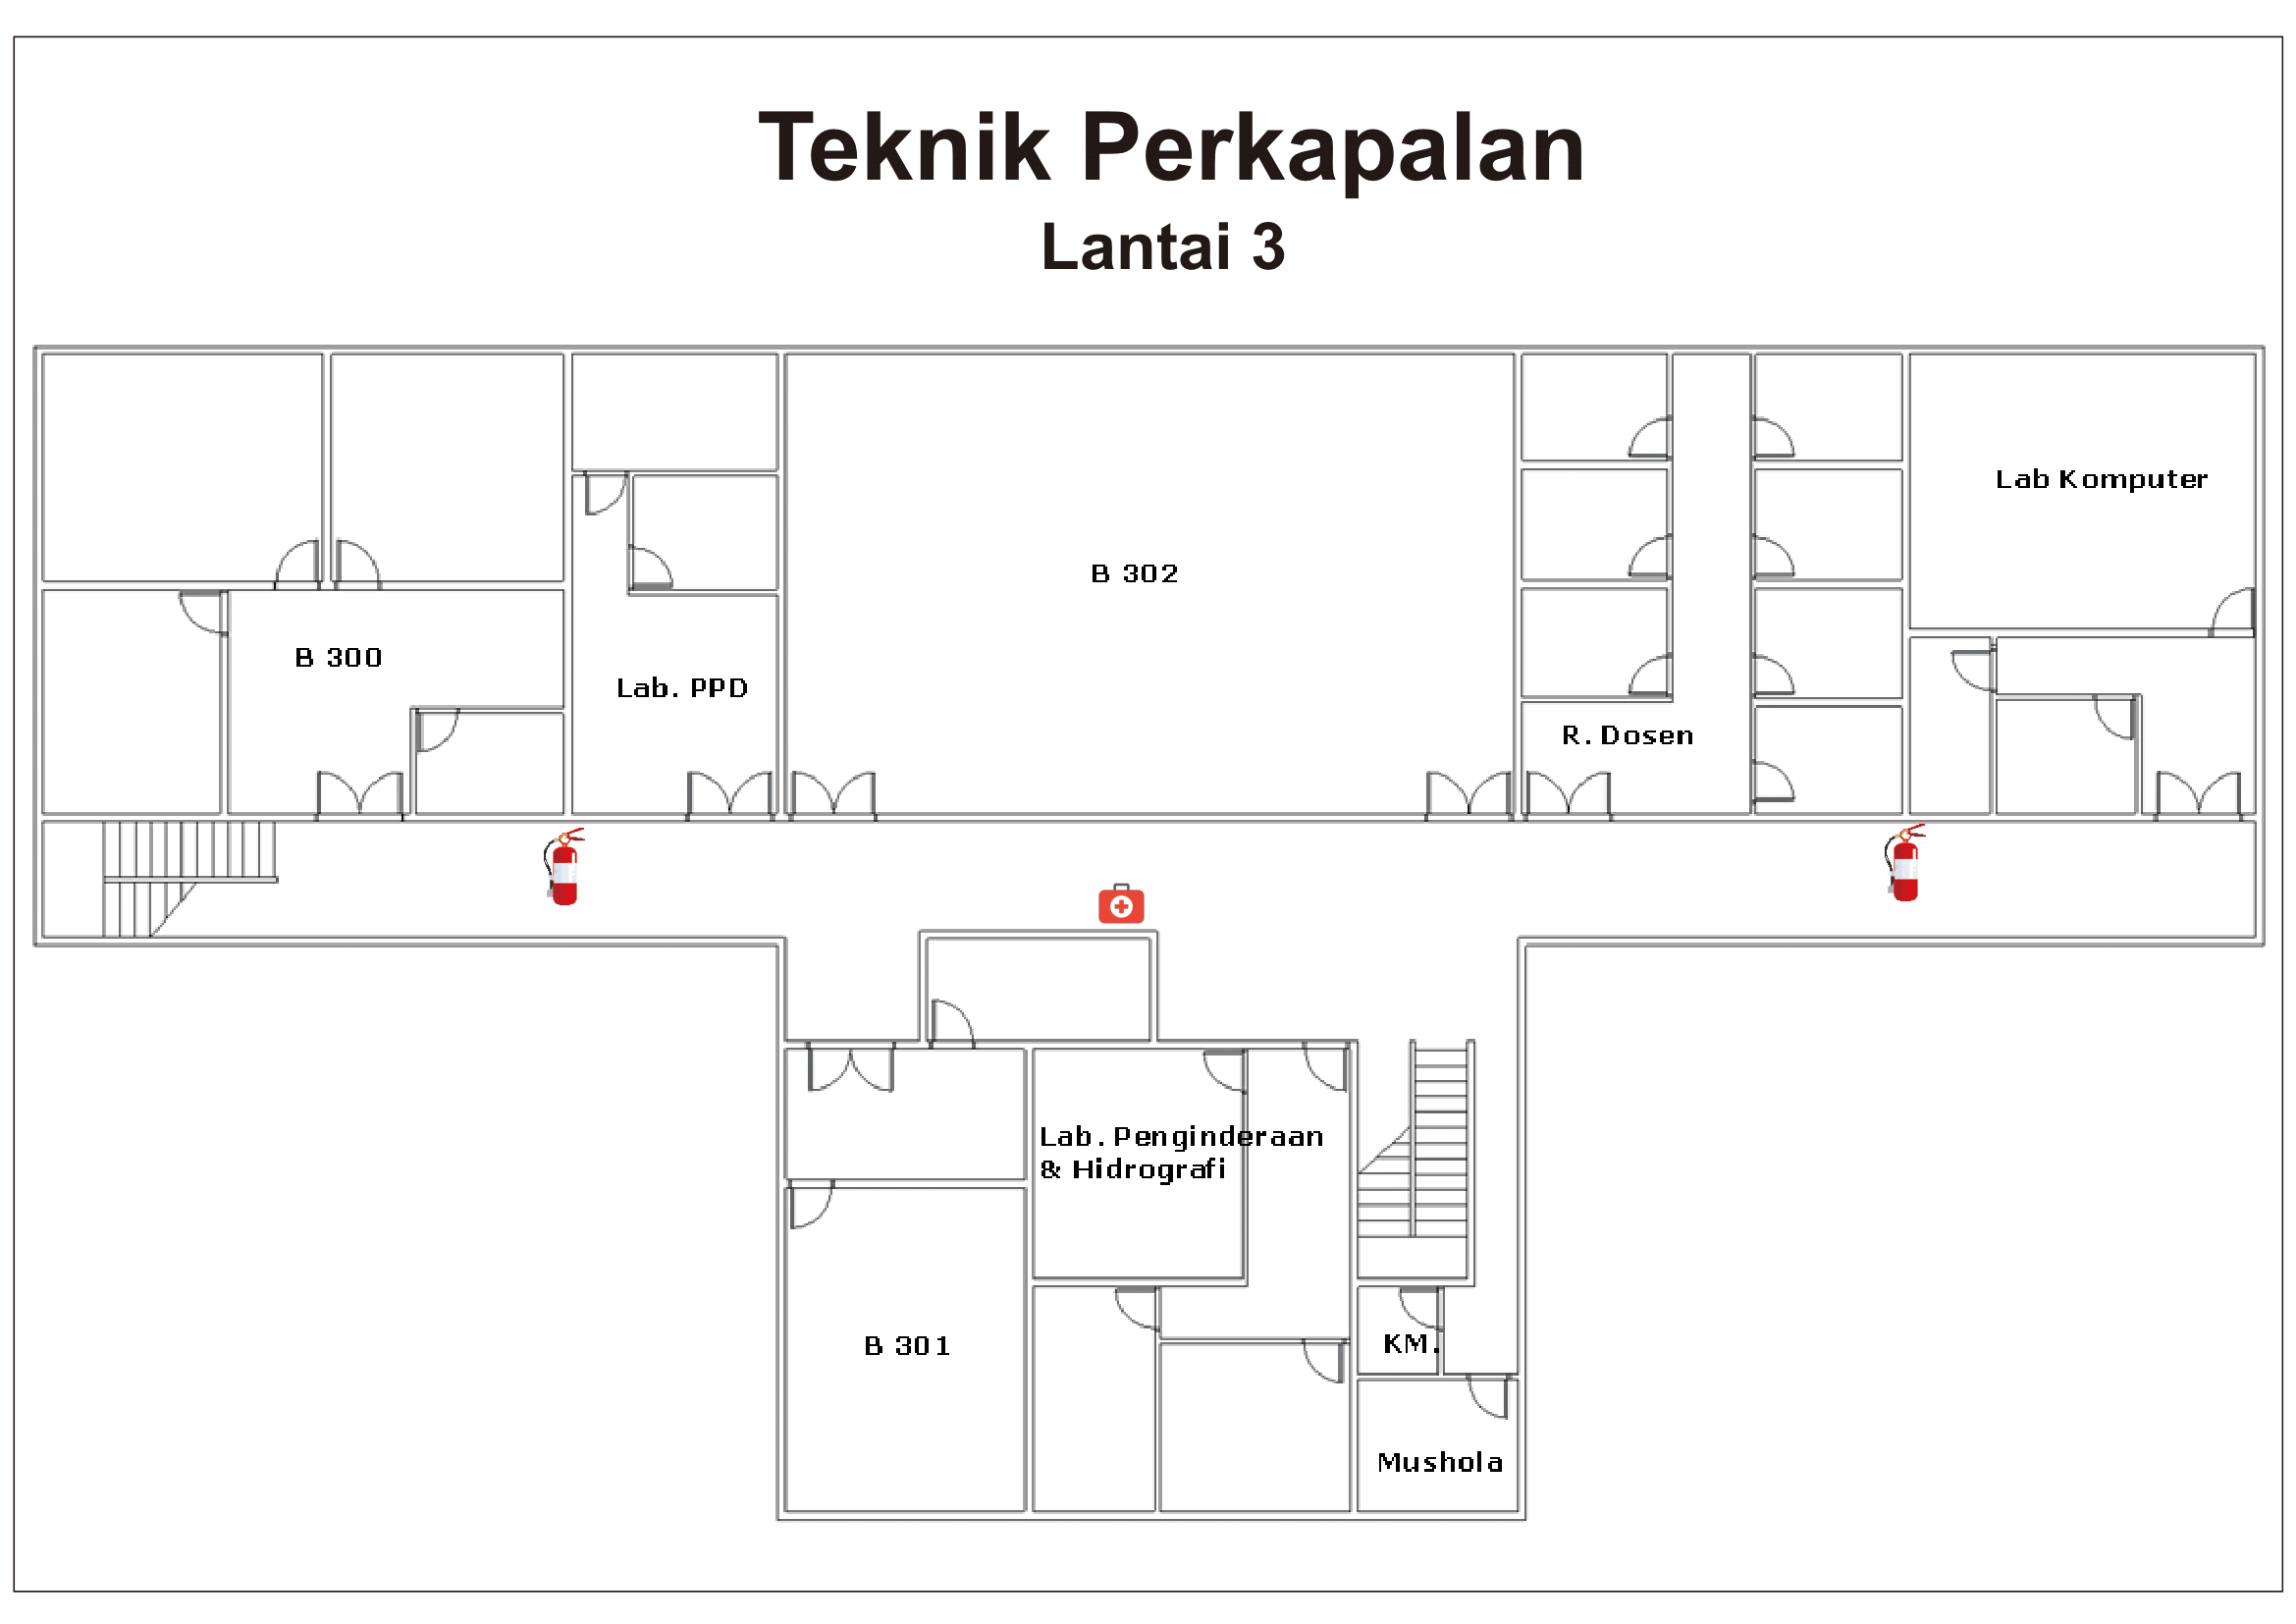 Teknik Perkapalan
Lantai 3
Lab Komputer
B 302
B 300
Lab. PPD
R. Dosen
Lab. Penginderaan
& Hidrografi
B 301
KM.
Mushola